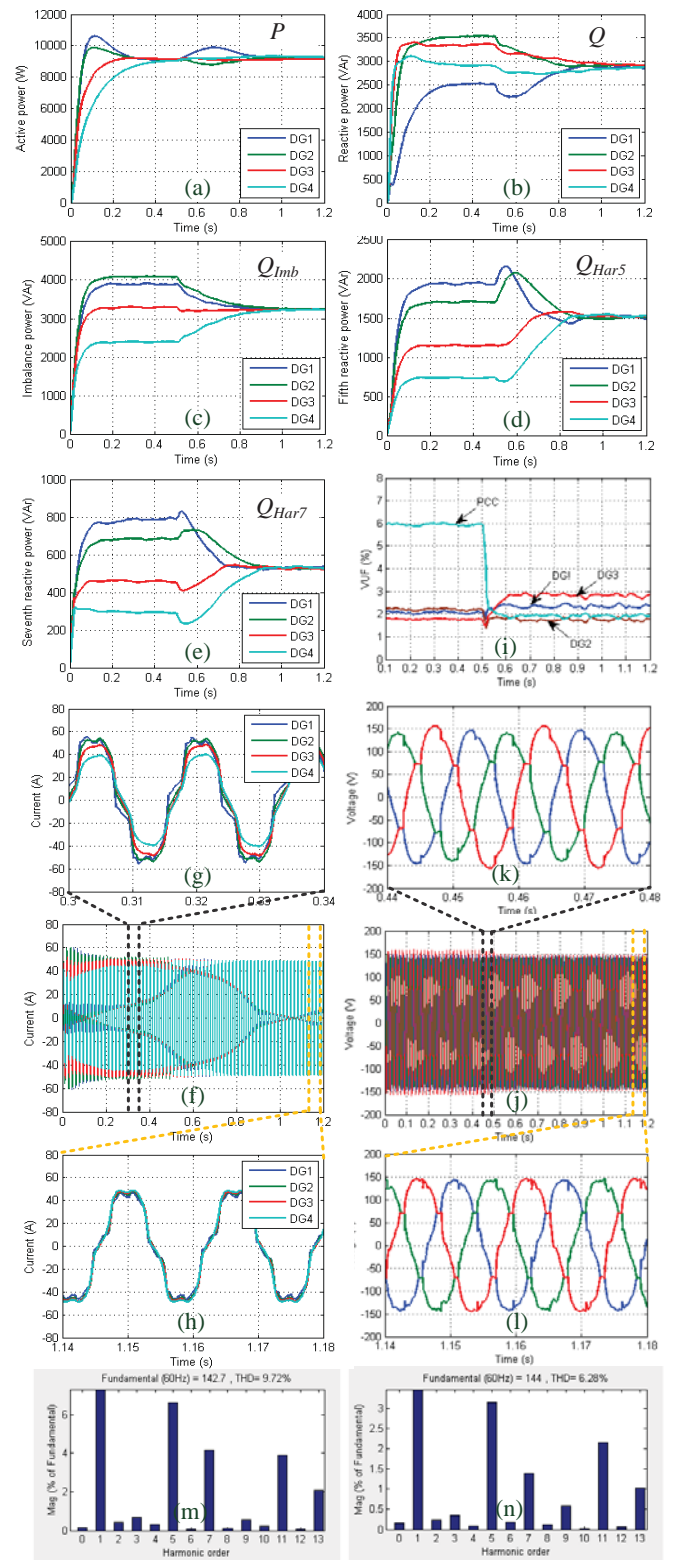 P
12000
10000
8000
6000
4000
2000
0
Active power (W)
DG1
DG2
DG3
DG4
(a)
0 0.2 0.4 0.6 0.8 1 1.2
Time (s)
Q
4000
3500
3000
2500
2000
1500
1000
500
0
Reactive power (VAr)
DG1
DG2
DG3
DG4
(b)
0 0.2 0.4 0.6 0.8 1 1.2
Time (s)
Q_Imb
5000
4000
3000
2000
1000
0
Imbalance power (VAr)
DG1
DG2
DG3
DG4
(c)
0 0.2 0.4 0.6 0.8 1 1.2
Time (s)
Q_Har5
2500
2000
1500
1000
500
0
Fifth reactive power (VAr)
DG1
DG2
DG3
DG4
(d)
0 0.2 0.4 0.6 0.8 1 1.2
Time (s)
Q_Har7
1000
800
600
400
200
0
Seventh reactive power (VAr)
DG1
DG2
DG3
DG4
(e)
0 0.2 0.4 0.6 0.8 1 1.2
Time (s)
8
7
6
5
4
3
2
1
0
VUF (%)
PCC
DG1
DG3
DG2
(i)
0.1 0.2 0.3 0.4 0.5 0.6 0.7 0.8 0.9 1 1.1 1.2
Time (s)
80
60
40
20
0
-20
-40
-60
-80
Current (A)
DG1
DG2
DG3
DG4
(g)
0.3 0.31 0.32 0.33 0.34
200
150
100
50
0
-50
-100
-150
-200
Voltage (V)
(k)
0.44 0.45 0.46 0.47 0.48
Time (s)
80
60
40
20
0
-20
-40
-60
-80
Current (A)
(f)
0 0.2 0.4 0.6 0.8 1 1.2
Time (s)
200
150
100
50
0
-50
-100
-150
-200
Voltage (V)
(j)
0 0.1 0.2 0.3 0.4 0.5 0.6 0.7 0.8 0.9 1 1.1 1.2
Time (s)
80
60
40
20
0
-20
-40
-60
-80
Current (A)
DG1
DG2
DG3
DG4
(h)
1.14 1.15 1.16 1.17 1.18
Time (s)
200
150
100
50
0
-50
-100
-150
-200
(l)
1.14 1.15 1.16 1.17 1.18
Time (s)
Fundamental (60Hz) = 142.7 , THD= 9.72%
6
4
2
0
Mag (% of Fundamental)
(m)
0 1 2 3 4 5 6 7 8 9 10 11 12 13
Harmonic order
Fundamental (60Hz) = 144 , THD= 6.28%
3
2.5
2
1.5
1
0.5
0
Mag (% of Fundamental)
(n)
0 1 2 3 4 5 6 7 8 9 10 11 12 13
Harmonic order